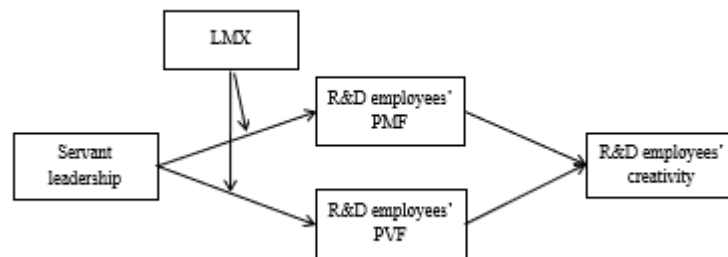 LMX
R&D employees'
PMF
Servant
leadership
R&D employees'
creativity
R&D employees'
PVF